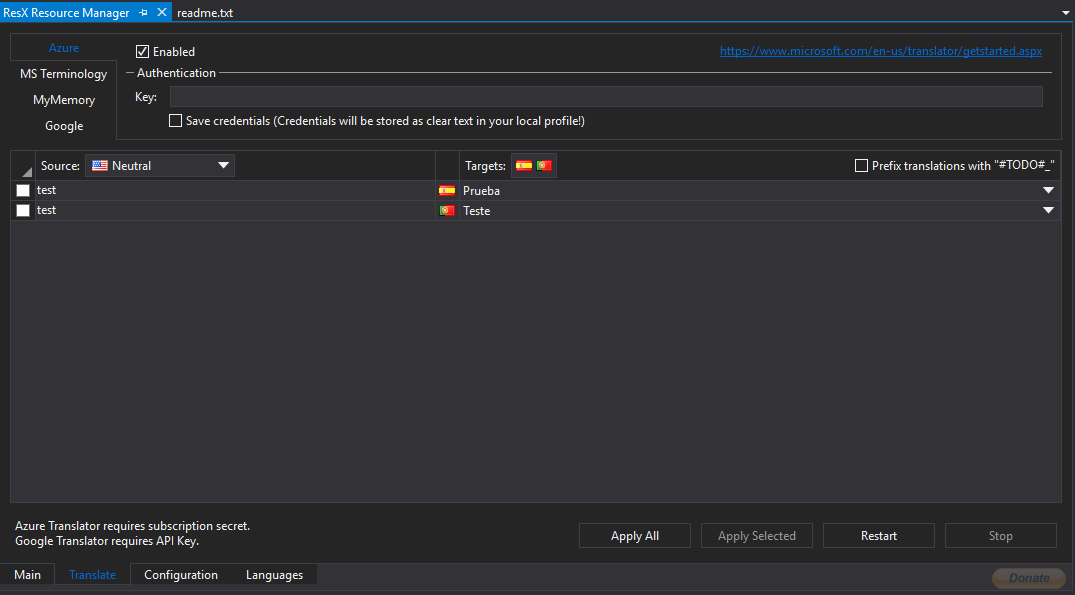 ResX Resource Manager readme.txt
Azure
MS Terminology
MyMemory
Google
Enabled https://www.microsoft.com/en-us/translator/getstarted.aspx
Authentication
Key:
Save credentials (Credentials will be stored as clear text in your local profile!)
Source: Neutral Targets: Prefix translations with "#TODO#_"
test Prueba
test Teste
Azure Translator requires subscription secret.
Google Translator requires API Key.
Apply All Apply Selected Restart Stop
Main Translate Configuration Languages Donate